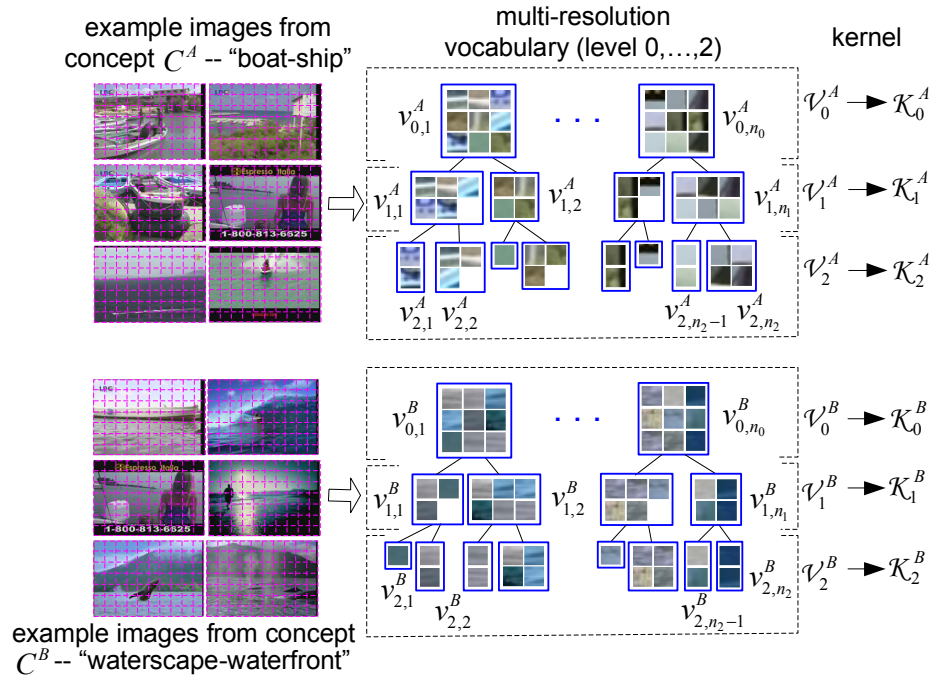 example images from
concept C^A -- “boat-ship”
multi-resolution
vocabulary (level 0,…,2)
kernel
LPC
Espresso Italia
1-800-813-6625
v^A_{0,1}
. . .
v^A_{0,n_0}
𝒱^A_0 → 𝒦^A_0
v^A_{1,1}
v^A_{1,2}
v^A_{1,n_1}
𝒱^A_1 → 𝒦^A_1
v^A_{2,1}
v^A_{2,2}
v^A_{2,n_2−1}
v^A_{2,n_2}
𝒱^A_2 → 𝒦^A_2
Espresso Italia
1-800-813-6625
v^B_{0,1}
. . .
v^B_{0,n_0}
𝒱^B_0 → 𝒦^B_0
v^B_{1,1}
v^B_{1,2}
v^B_{1,n_1}
𝒱^B_1 → 𝒦^B_1
v^B_{2,1}
v^B_{2,2}
v^B_{2,n_2−1}
v^B_{2,n_2}
𝒱^B_2 → 𝒦^B_2
example images from concept
C^B -- “waterscape-waterfront”